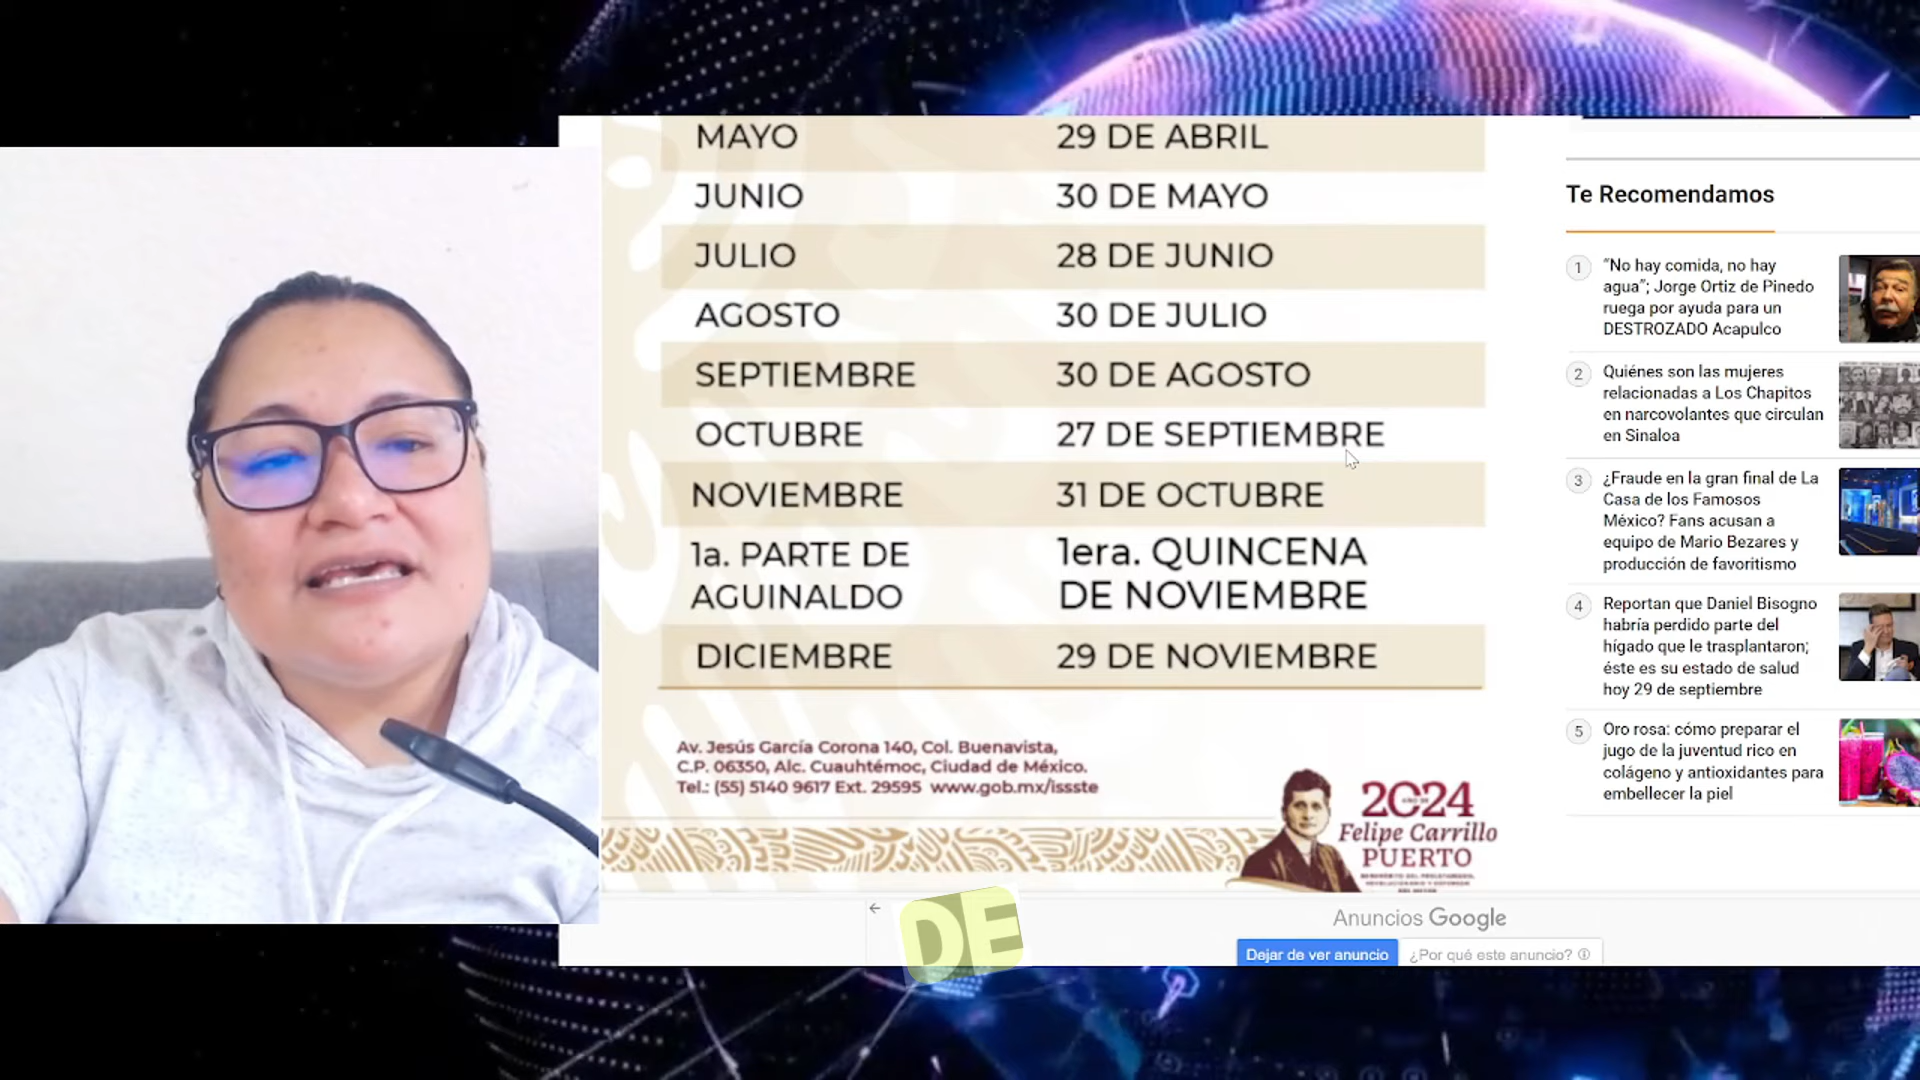 MAYO 29 DE ABRIL
JUNIO 30 DE MAYO
JULIO 28 DE JUNIO
AGOSTO 30 DE JULIO
SEPTIEMBRE 30 DE AGOSTO
OCTUBRE 27 DE SEPTIEMBRE
NOVIEMBRE 31 DE OCTUBRE
1a. PARTE DE 1era. QUINCENA
AGUINALDO DE NOVIEMBRE
DICIEMBRE 29 DE NOVIEMBRE
Av. Jesús García Corona 140, Col. Buenavista,
C.P. 06350, Alc. Cuauhtémoc, Ciudad de México.
Tel.: (55) 5140 9617 Ext. 29595 www.gob.mx/issste
2024
Felipe Carrillo
PUERTO
Te Recomendamos
1 "No hay comida, no hay
agua"; Jorge Ortiz de Pinedo
ruega por ayuda para un
DESTROZADO Acapulco
2 Quiénes son las mujeres
relacionadas a Los Chapitos
en narcovolantes que circulan
en Sinaloa
3 ¿Fraude en la gran final de La
Casa de los Famosos
México? Fans acusan a
equipo de Mario Bezares y
producción de favoritismo
4 Reportan que Daniel Bisogno
habría perdido parte del
hígado que le trasplantaron;
éste es su estado de salud
hoy 29 de septiembre
5 Oro rosa: cómo preparar el
jugo de la juventud rico en
colágeno y antioxidantes para
embellecer la piel
DE
Anuncios Google
Dejar de ver anuncio ¿Por qué este anuncio?